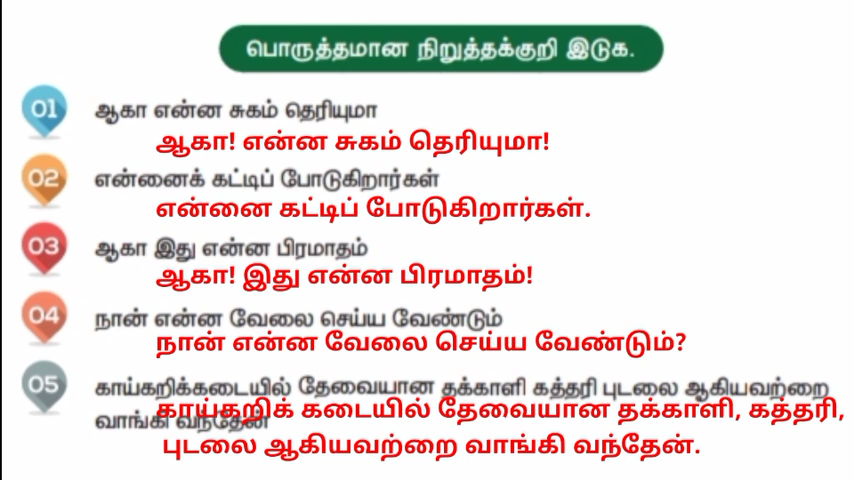 பொருத்தமான நிறுத்தக்குறி இடுக.
01 ஆகா என்ன சுகம் தெரியுமா
ஆகா! என்ன சுகம் தெரியுமா!
02 என்னைக் கட்டிப் போடுகிறார்கள்
என்னை கட்டிப் போடுகிறார்கள்.
03 ஆகா இது என்ன பிரமாதம்
ஆகா! இது என்ன பிரமாதம்!
04 நான் என்ன வேலை செய்ய வேண்டும்
நான் என்ன வேலை செய்ய வேண்டும்?
05 காய்கறிக்கடையில் தேவையான தக்காளி கத்தரி புடலை ஆகியவற்றை
வாங்கி வந்தேன்
காய்கறிக் கடையில் தேவையான தக்காளி, கத்தரி,
புடலை ஆகியவற்றை வாங்கி வந்தேன்.